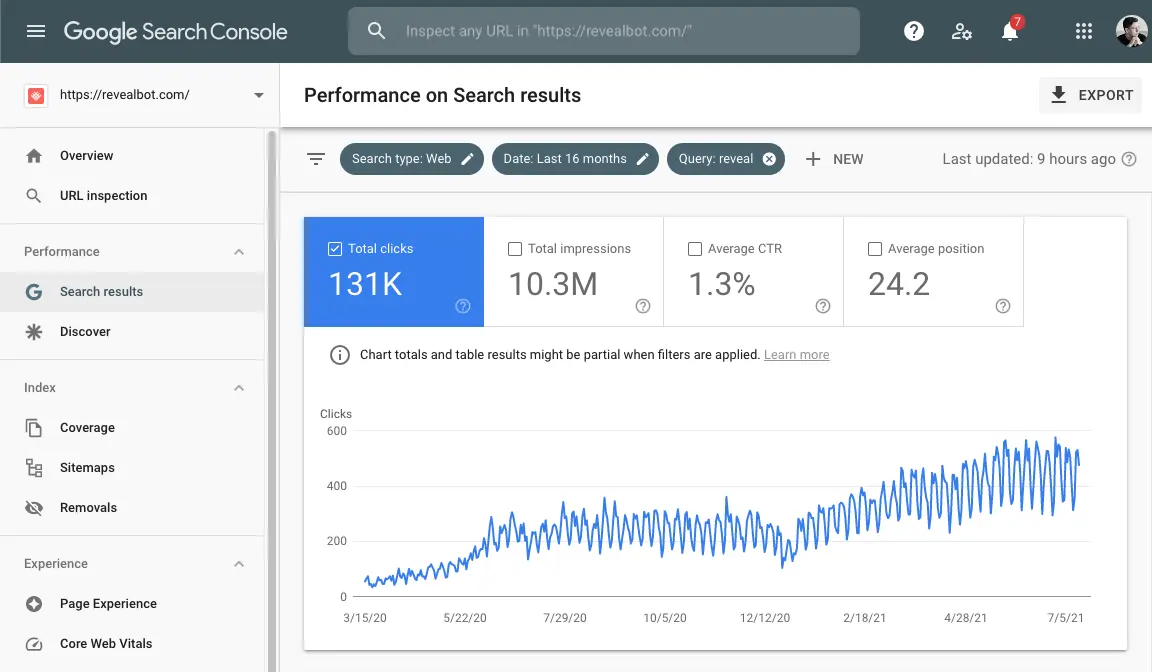 Google Search Console
Inspect any URL in "https://revealbot.com/"
7
https://revealbot.com/
Performance on Search results
EXPORT
Overview
URL inspection
Performance
Search results
Discover
Index
Coverage
Sitemaps
Removals
Experience
Page Experience
Core Web Vitals
Search type: Web
Date: Last 16 months
Query: reveal
NEW
Last updated: 9 hours ago
Total clicks
131K
Total impressions
10.3M
Average CTR
1.3%
Average position
24.2
Chart totals and table results might be partial when filters are applied. Learn more
Clicks
600
400
200
0
3/15/20 5/22/20 7/29/20 10/5/20 12/12/20 2/18/21 4/28/21 7/5/21